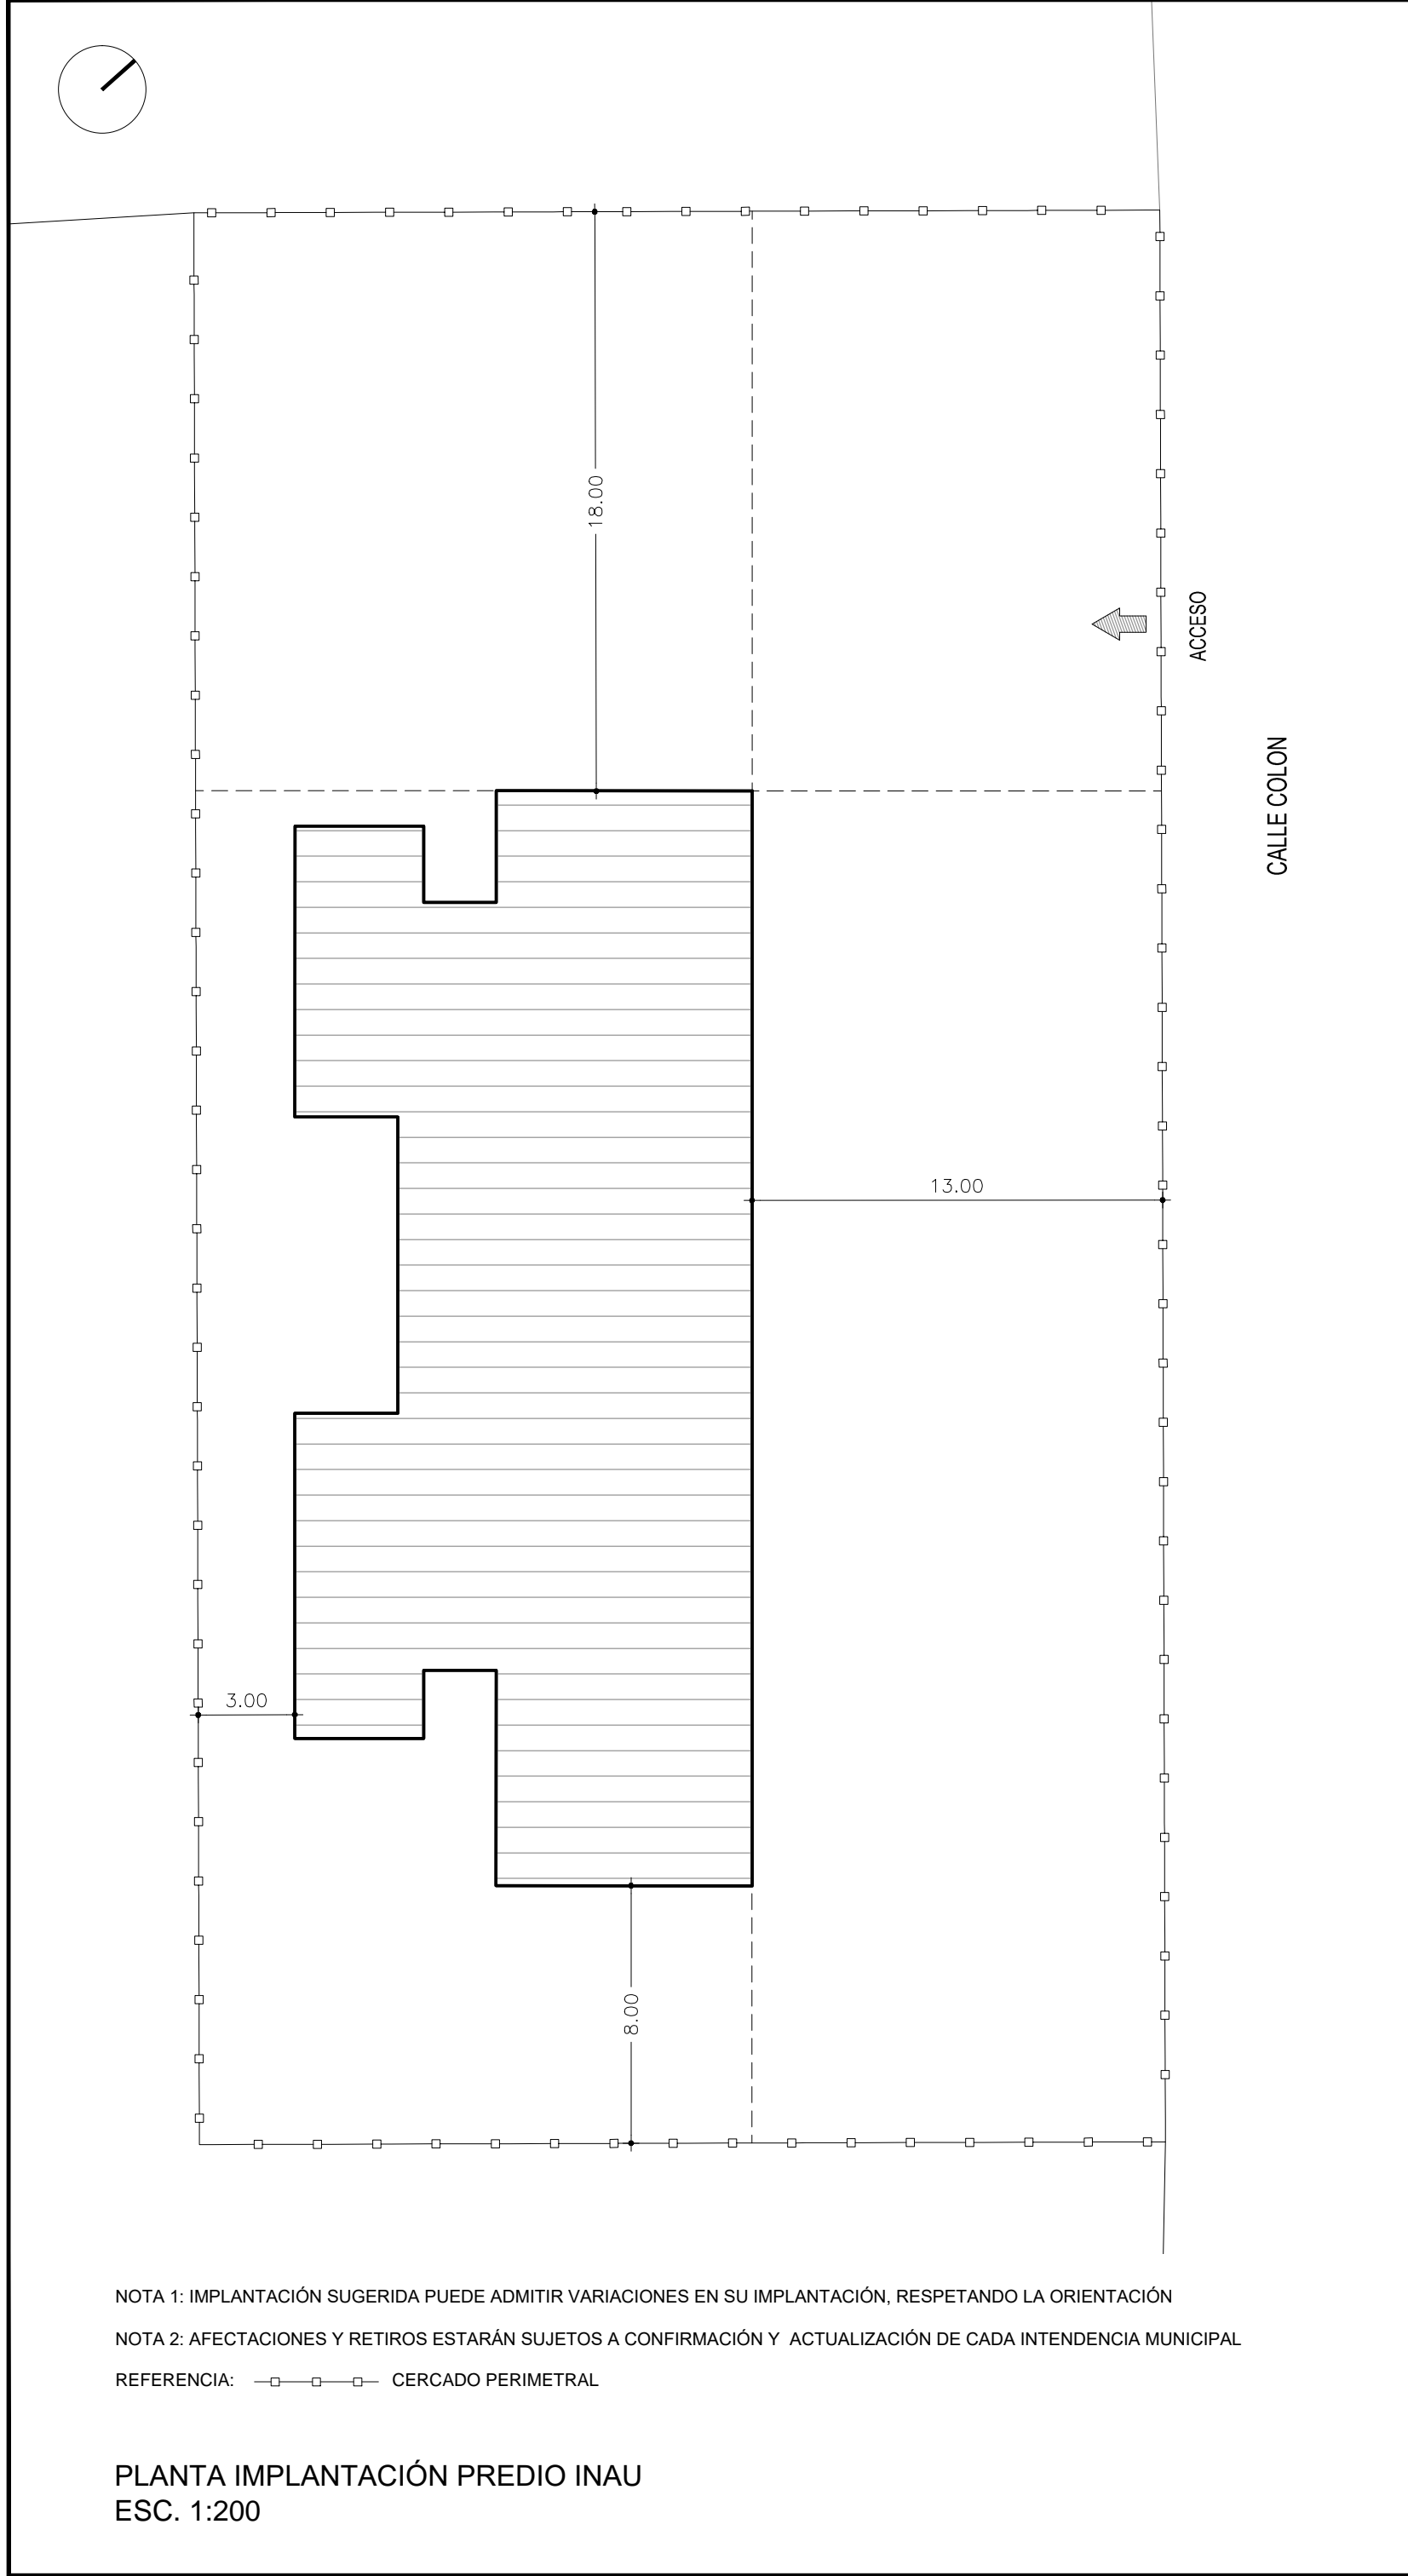 18.00
ACCESO
CALLE COLON
13.00
3.00
8.00
NOTA 1: IMPLANTACIÓN SUGERIDA PUEDE ADMITIR VARIACIONES EN SU IMPLANTACIÓN, RESPETANDO LA ORIENTACIÓN
NOTA 2: AFECTACIONES Y RETIROS ESTARÁN SUJETOS A CONFIRMACIÓN Y ACTUALIZACIÓN DE CADA INTENDENCIA MUNICIPAL
REFERENCIA: CERCADO PERIMETRAL
PLANTA IMPLANTACIÓN PREDIO INAU
ESC. 1:200